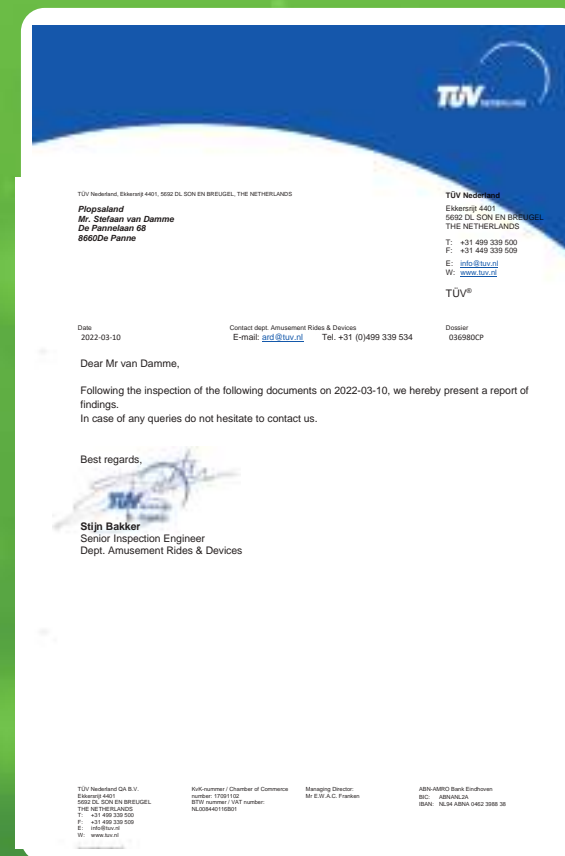 TÜV NEDERLAND
TÜV Nederland, Ekkersrijt 4401, 5692 DL SON EN BREUGEL, THE NETHERLANDS
Plopsaland
Mr. Stefaan van Damme
De Pannelaan 68
8660De Panne
TÜV Nederland
Ekkersrijt 4401
5692 DL SON EN BREUGEL
THE NETHERLANDS
T: +31 499 339 500
F: +31 449 339 509
E: info@tuv.nl
W: www.tuv.nl
TÜV®
Date
2022-03-10
Contact dept. Amusement Rides & Devices
E-mail: ard@tuv.nl Tel. +31 (0)499 339 534
Dossier
036980CP
Dear Mr van Damme,
Following the inspection of the following documents on 2022-03-10, we hereby present a report of
findings.
In case of any queries do not hesitate to contact us.
Best regards,
TÜV
Stijn Bakker
Senior Inspection Engineer
Dept. Amusement Rides & Devices
TÜV Nederland QA B.V.
Ekkersrijt 4401
5692 DL SON EN BREUGEL
THE NETHERLANDS
T: +31 499 339 500
F: +31 499 339 509
E: info@tuv.nl
W: www.tuv.nl
KvK-nummer / Chamber of Commerce
number: 17091102
BTW nummer / VAT number:
NL008440116B01
Managing Director:
Mr E.W.A.C. Franken
ABN-AMRO Bank Eindhoven
BIC: ABNANL2A
IBAN: NL94 ABNA 0462 3988 38